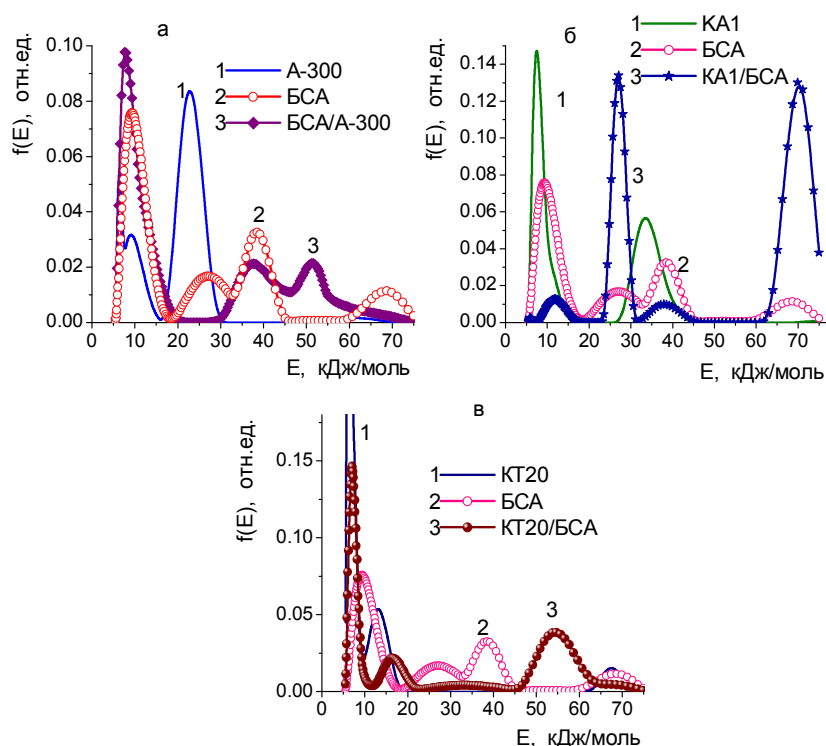 а
0.10
0.08
0.06
0.04
0.02
0.00
f(E), отн.ед.
1 А-300
2 БСА
3 БСА/А-300
1
2
3
0 10 20 30 40 50 60 70
E, кДж/моль
б
0.14
0.12
0.10
0.08
0.06
0.04
0.02
0.00
f(E), отн.ед.
1 КА1
2 БСА
3 КА1/БСА
1
3
2
0 10 20 30 40 50 60 70
E, кДж/моль
в
0.15
0.10
0.05
0.00
f(E), отн.ед.
1 КТ20
2 БСА
3 КТ20/БСА
1
2
3
0 10 20 30 40 50 60 70
E, кДж/моль